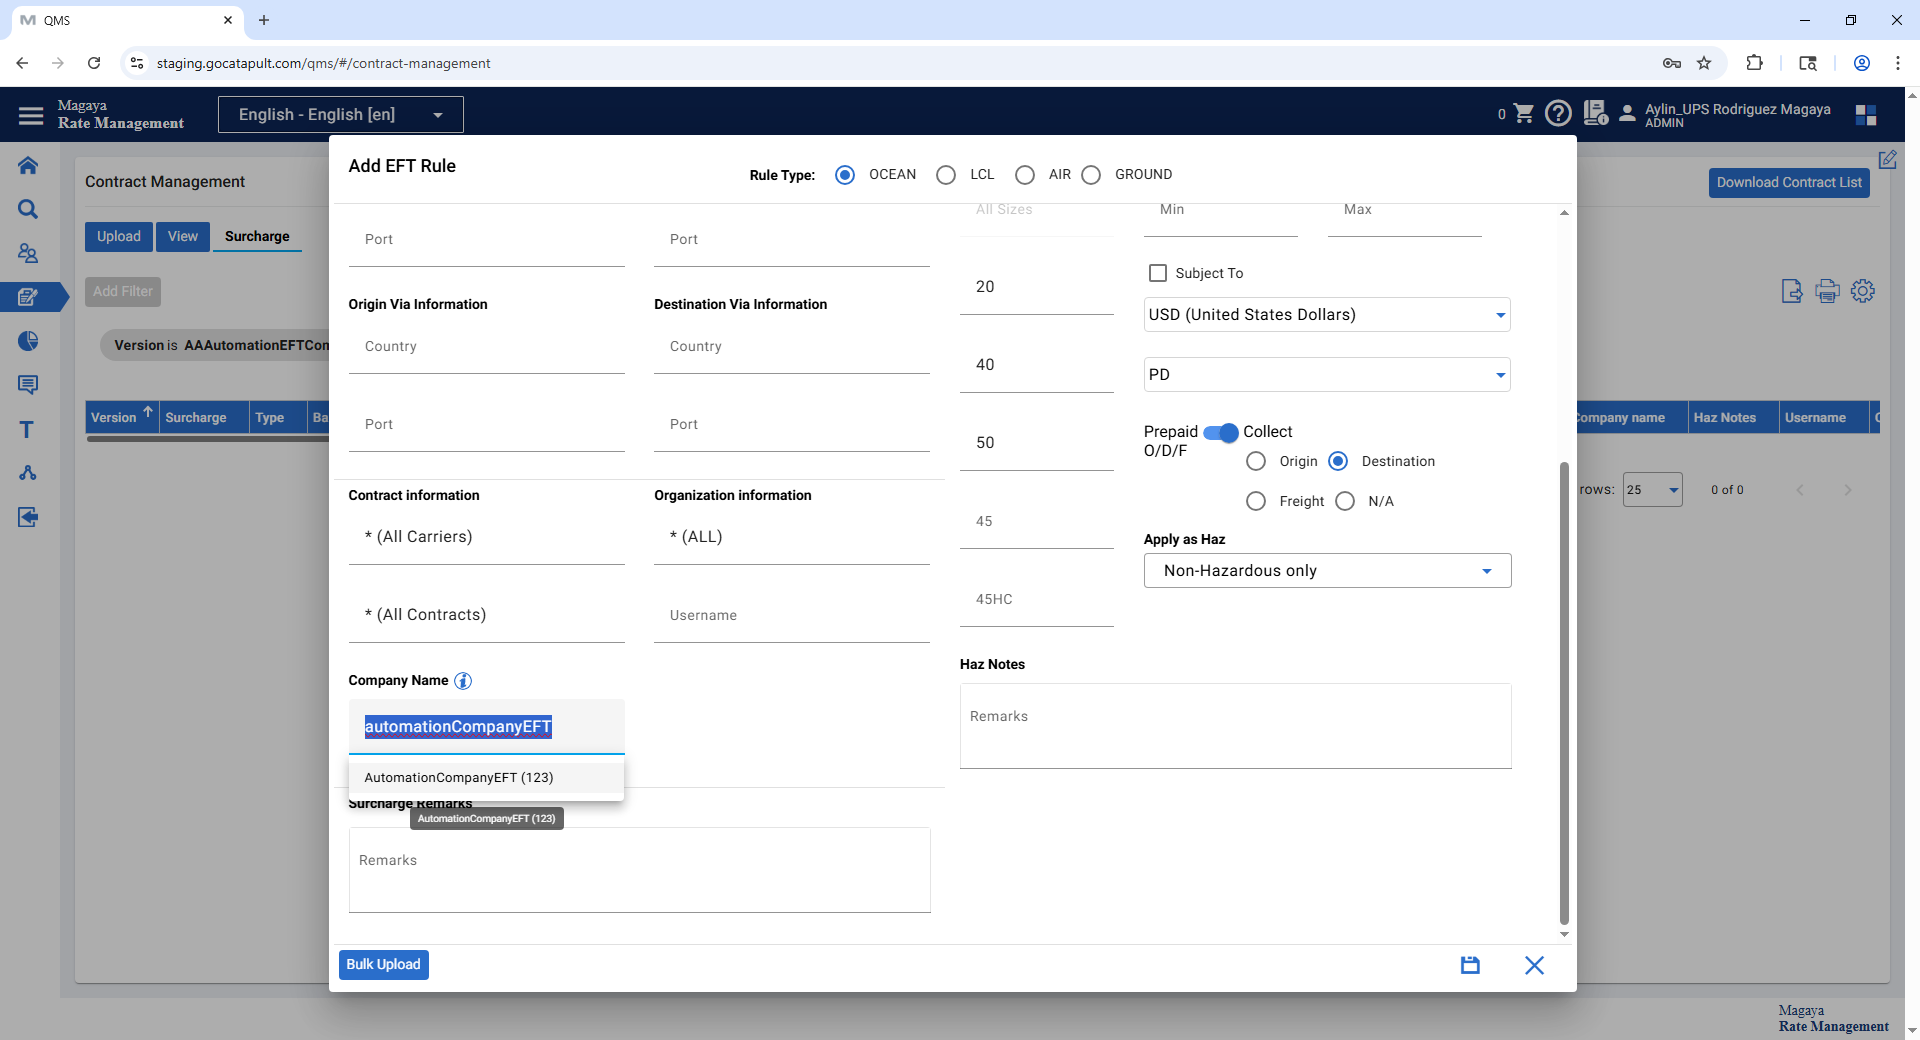 QMS
staging.gocatapult.com/qms/#/contract-management
Magaya
Rate Management
English - English [en]
0
Aylin_UPS Rodriguez Magaya
ADMIN
Contract Management
Download Contract List
Upload
View
Surcharge
Add Filter
Version is AAAutomationEFTCon
Version
Surcharge
Type
Ba
Company name
Haz Notes
Username
rows:
25
0 of 0
Add EFT Rule
Rule Type:
OCEAN
LCL
AIR
GROUND
Port
Port
Origin Via Information
Destination Via Information
Country
Country
Port
Port
Contract information
Organization information
* (All Carriers)
* (ALL)
* (All Contracts)
Username
Company Name
automationCompanyEFT
AutomationCompanyEFT (123)
Surcharge Remarks
AutomationCompanyEFT (123)
Remarks
All Sizes
20
40
50
45
45HC
Min
Max
Subject To
USD (United States Dollars)
PD
Prepaid
Collect
O/D/F
Origin
Destination
Freight
N/A
Apply as Haz
Non-Hazardous only
Haz Notes
Remarks
Bulk Upload
Magaya
Rate Management